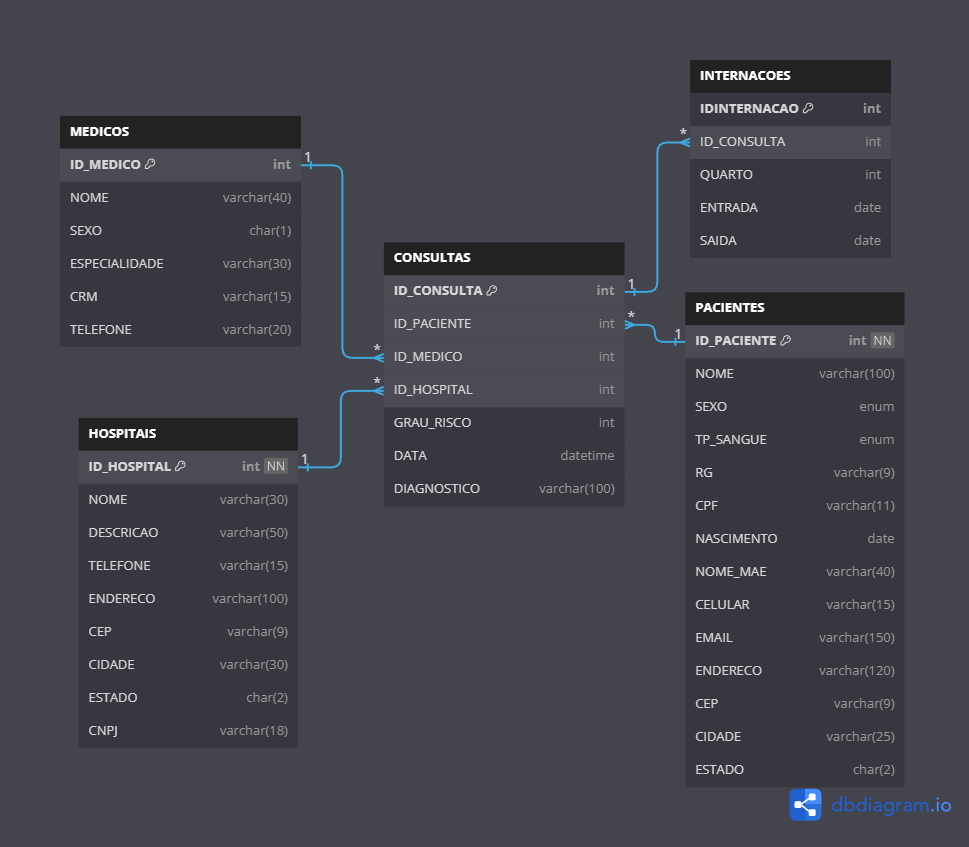 MEDICOS
ID_MEDICO int
NOME varchar(40)
SEXO char(1)
ESPECIALIDADE varchar(30)
CRM varchar(15)
TELEFONE varchar(20)
1
*
HOSPITAIS
ID_HOSPITAL int NN
NOME varchar(30)
DESCRICAO varchar(50)
TELEFONE varchar(15)
ENDERECO varchar(100)
CEP varchar(9)
CIDADE varchar(30)
ESTADO char(2)
CNPJ varchar(18)
1
*
CONSULTAS
ID_CONSULTA int
ID_PACIENTE int
ID_MEDICO int
ID_HOSPITAL int
GRAU_RISCO int
DATA datetime
DIAGNOSTICO varchar(100)
1
*
INTERNACOES
IDINTERNACAO int
ID_CONSULTA int
QUARTO int
ENTRADA date
SAIDA date
*
1
PACIENTES
ID_PACIENTE int NN
NOME varchar(100)
SEXO enum
TP_SANGUE enum
RG varchar(9)
CPF varchar(11)
NASCIMENTO date
NOME_MAE varchar(40)
CELULAR varchar(15)
EMAIL varchar(150)
ENDERECO varchar(120)
CEP varchar(9)
CIDADE varchar(25)
ESTADO char(2)
dbdiagram.io